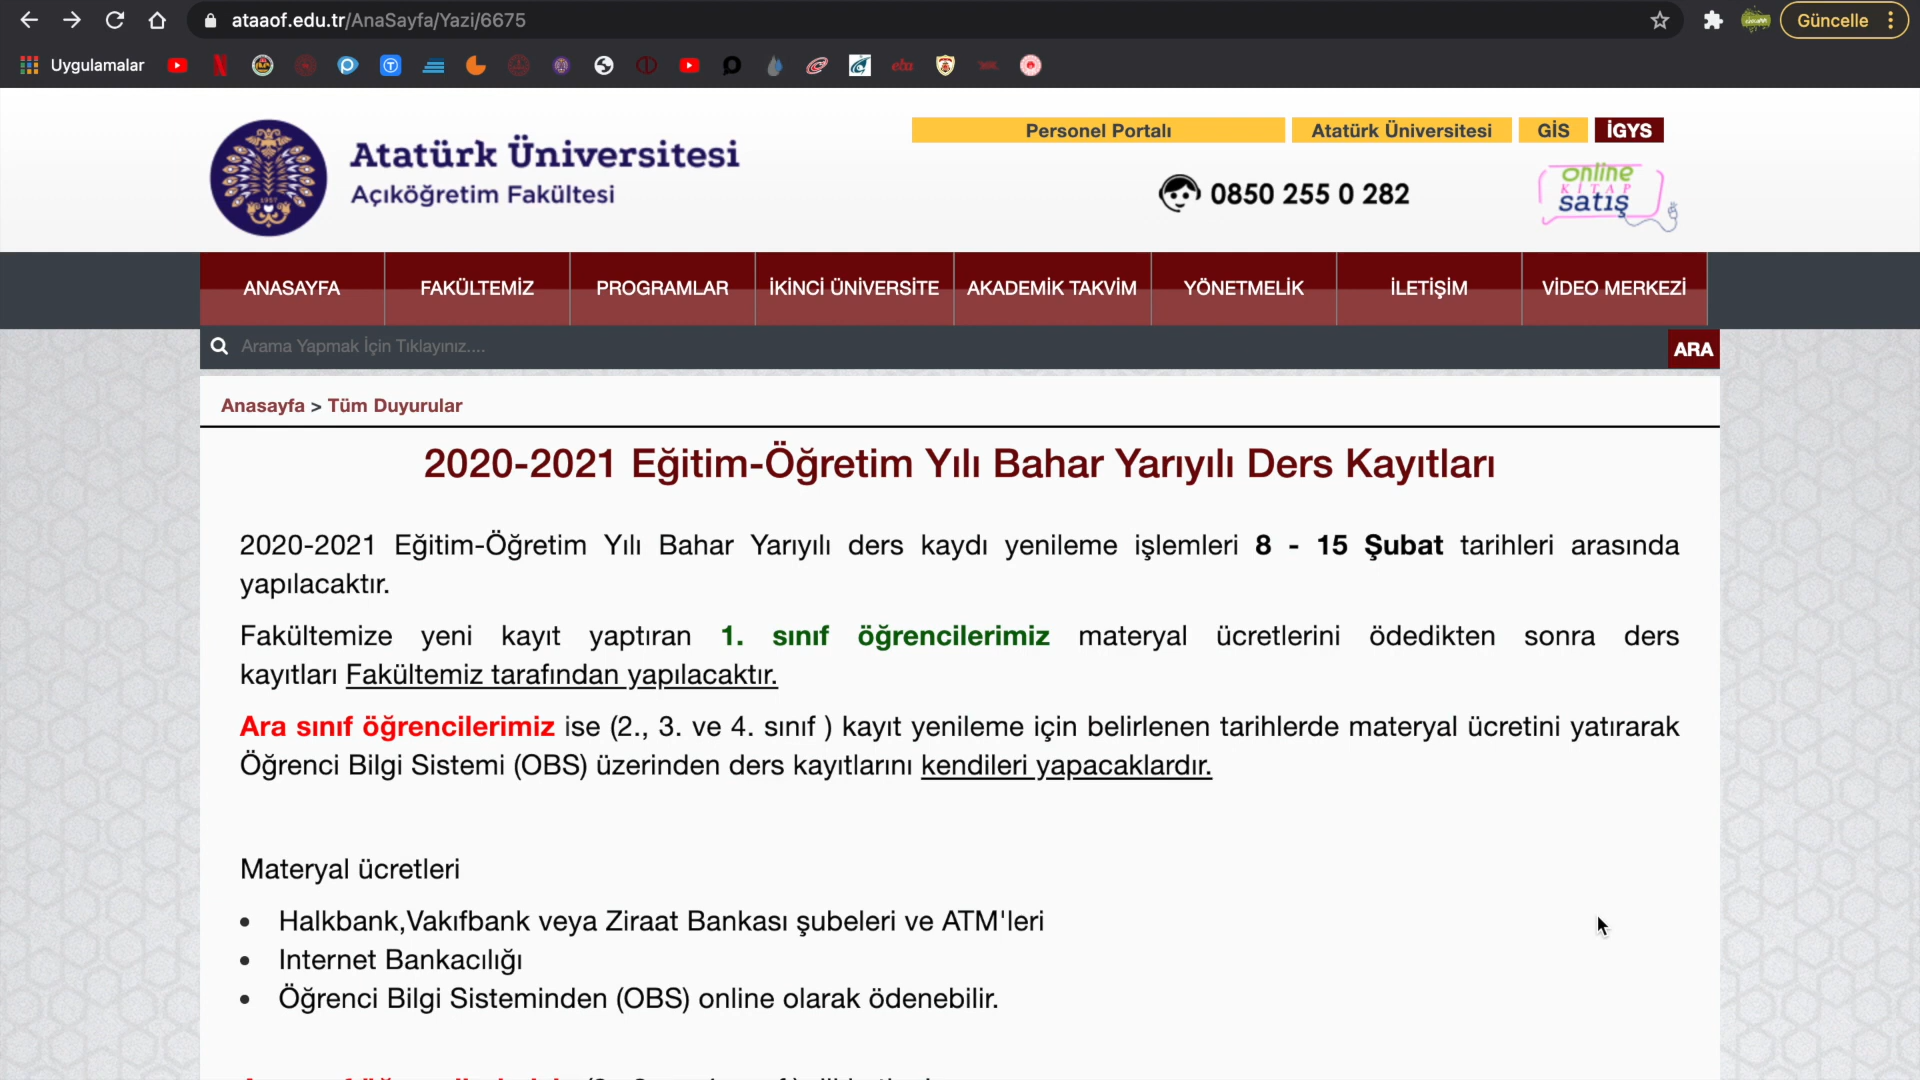 ataaof.edu.tr/AnaSayfa/Yazi/6675
Güncelle
Uygulamalar
Atatürk Üniversitesi
Açıköğretim Fakültesi
1957
Personel Portalı
Atatürk Üniversitesi
GİS
İGYS
0850 255 0 282
online
KİTAP
satış
ANASAYFA
FAKÜLTEMİZ
PROGRAMLAR
İKİNCİ ÜNİVERSİTE
AKADEMİK TAKVİM
YÖNETMELİK
İLETİŞİM
VİDEO MERKEZİ
Arama Yapmak İçin Tıklayınız....
ARA
Anasayfa > Tüm Duyurular
2020-2021 Eğitim-Öğretim Yılı Bahar Yarıyılı Ders Kayıtları
2020-2021 Eğitim-Öğretim Yılı Bahar Yarıyılı ders kaydı yenileme işlemleri 8 - 15 Şubat tarihleri arasında
yapılacaktır.
Fakültemize yeni kayıt yaptıran 1. sınıf öğrencilerimiz materyal ücretlerini ödedikten sonra ders
kayıtları Fakültemiz tarafından yapılacaktır.
Ara sınıf öğrencilerimiz ise (2., 3. ve 4. sınıf ) kayıt yenileme için belirlenen tarihlerde materyal ücretini yatırarak
Öğrenci Bilgi Sistemi (OBS) üzerinden ders kayıtlarını kendileri yapacaklardır.
Materyal ücretleri
• Halkbank,Vakıfbank veya Ziraat Bankası şubeleri ve ATM'leri
• Internet Bankacılığı
• Öğrenci Bilgi Sisteminden (OBS) online olarak ödenebilir.